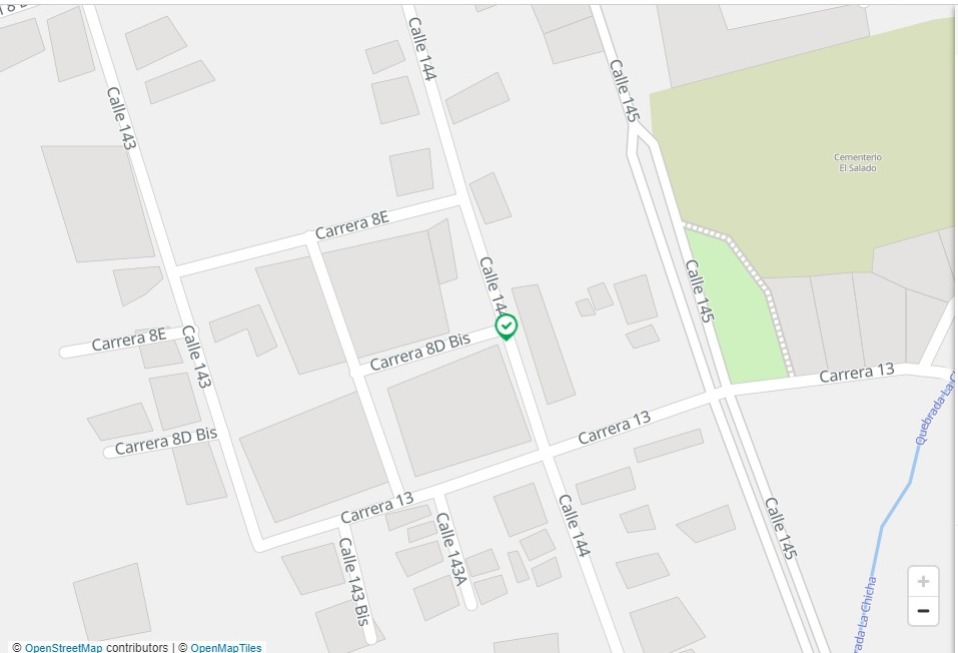 Calle 144
Calle 145
Calle 143
Cementerio
El Salado
Carrera 8E
Calle 144
Calle 145
Carrera 8E
Calle 143
Carrera 8D Bis
Carrera 13
Carrera 13
Carrera 8D Bis
Quebrada La C
Carrera 13
Calle 144
Calle 145
Calle 143A
Calle 143 Bis
rada La Chicha
+
−
© OpenStreetMap contributors | © OpenMapTiles